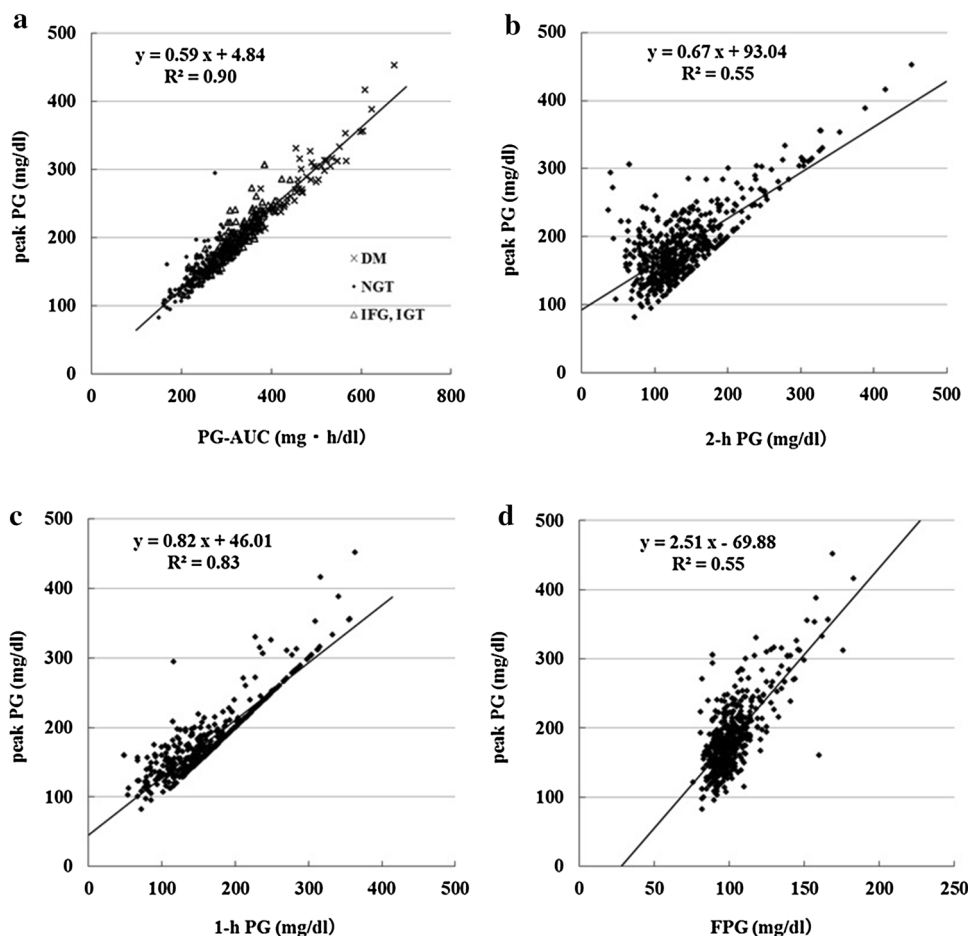 a
y = 0.59 x + 4.84
R² = 0.90
peak PG (mg/dl)
500
400
300
200
100
0
× DM
• NGT
△ IFG, IGT
0 200 400 600 800
PG-AUC (mg・h/dl)
b
y = 0.67 x + 93.04
R² = 0.55
peak PG (mg/dl)
500
400
300
200
100
0
0 100 200 300 400 500
2-h PG (mg/dl)
c
y = 0.82 x + 46.01
R² = 0.83
peak PG (mg/dl)
500
400
300
200
100
0
0 100 200 300 400 500
1-h PG (mg/dl)
d
y = 2.51 x - 69.88
R² = 0.55
peak PG (mg/dl)
500
400
300
200
100
0
0 50 100 150 200 250
FPG (mg/dl)